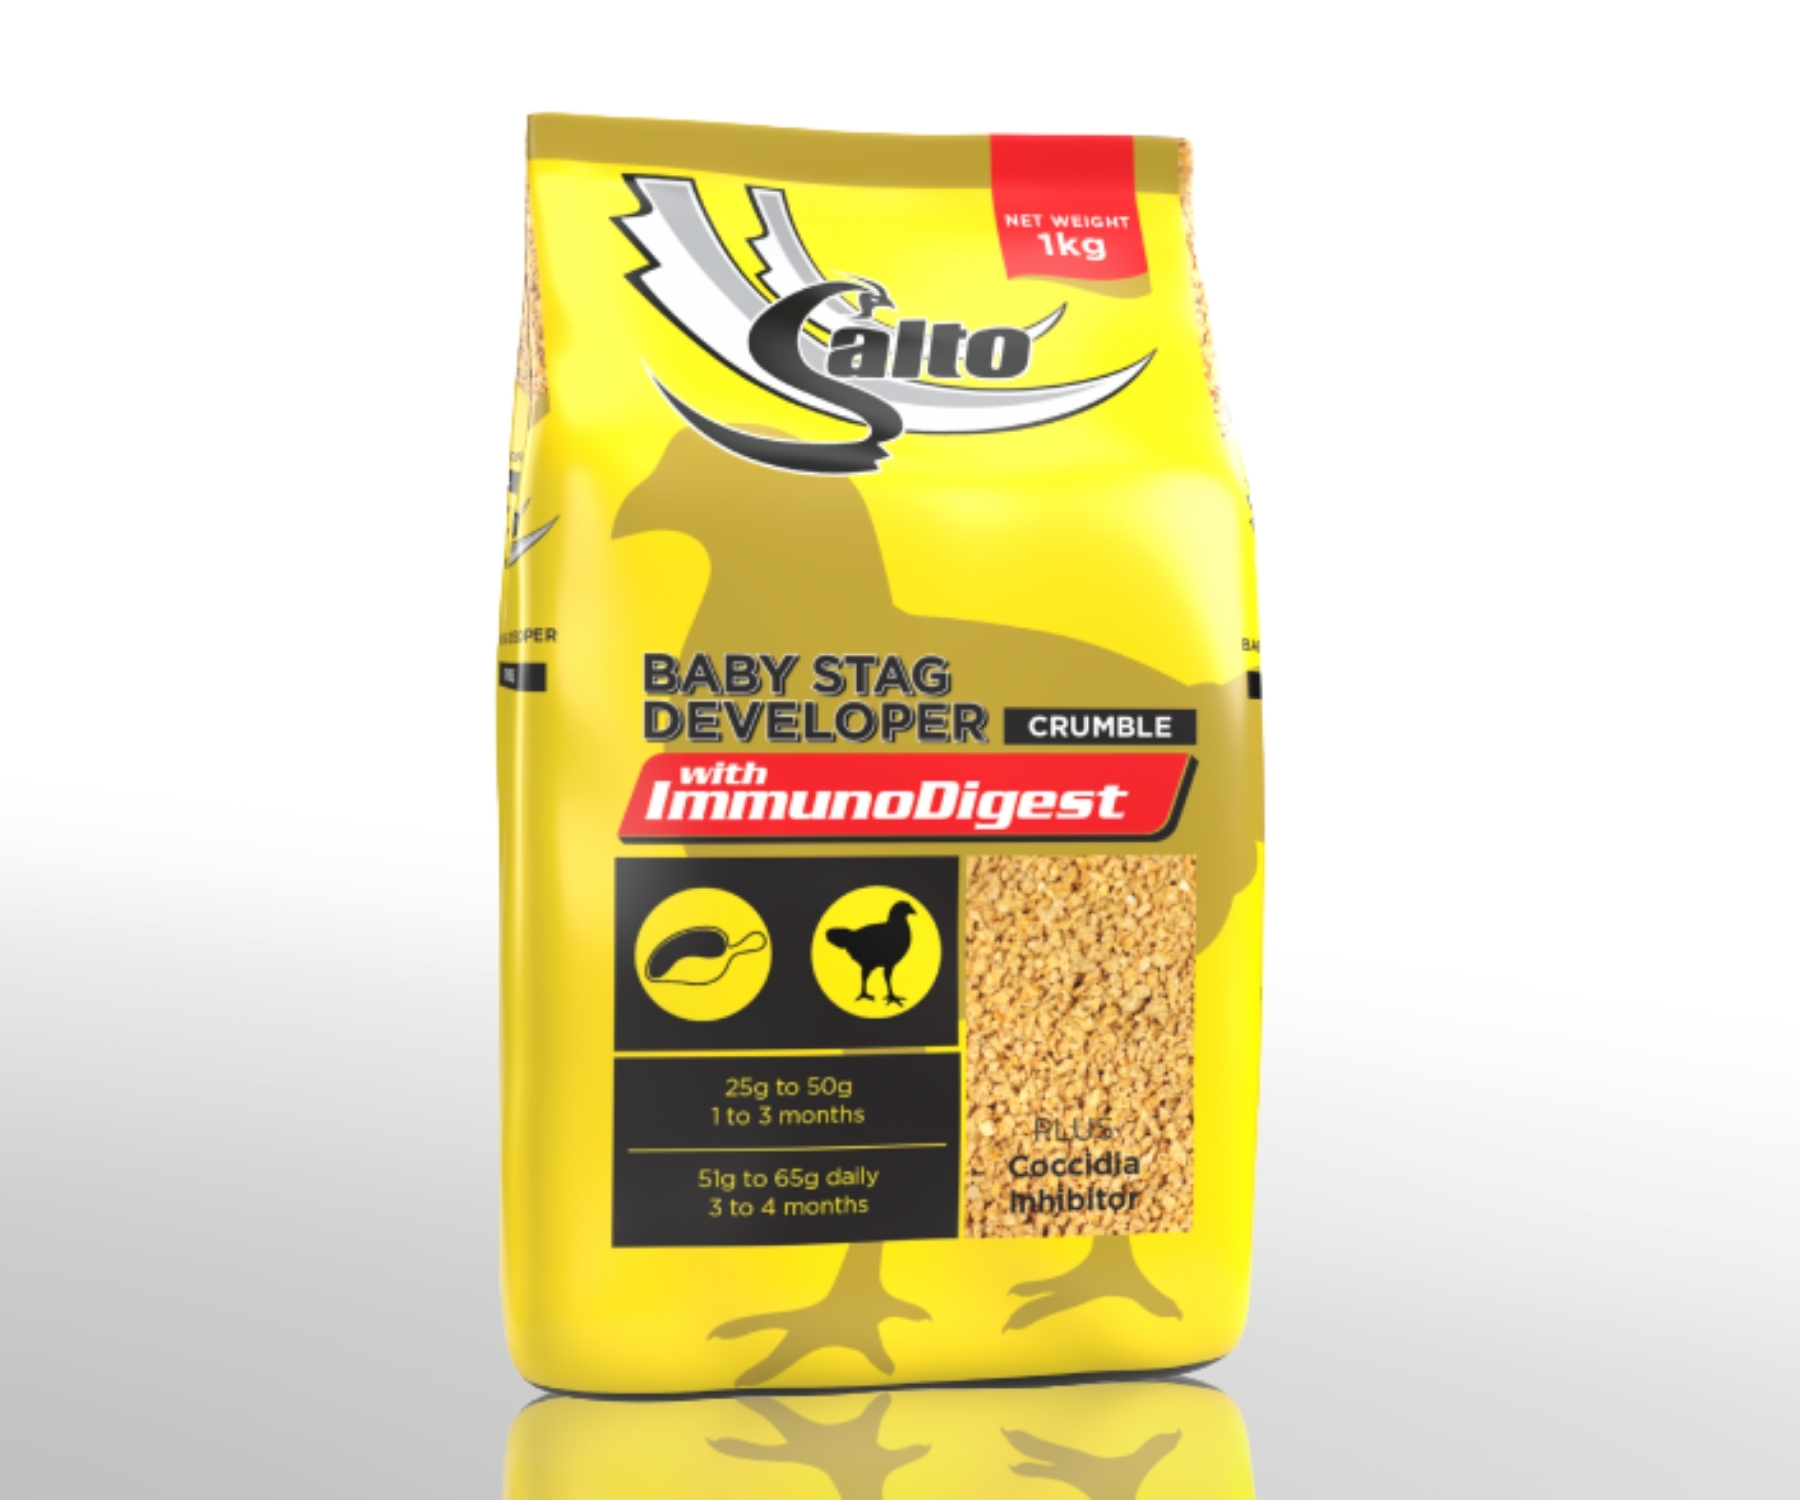 NET WEIGHT
1kg
Salto
BABY STAG
DEVELOPER
CRUMBLE
with
ImmunoDigest
25g to 50g
1 to 3 months
51g to 65g daily
3 to 4 months
PLUS
Coccidia
Inhibitor